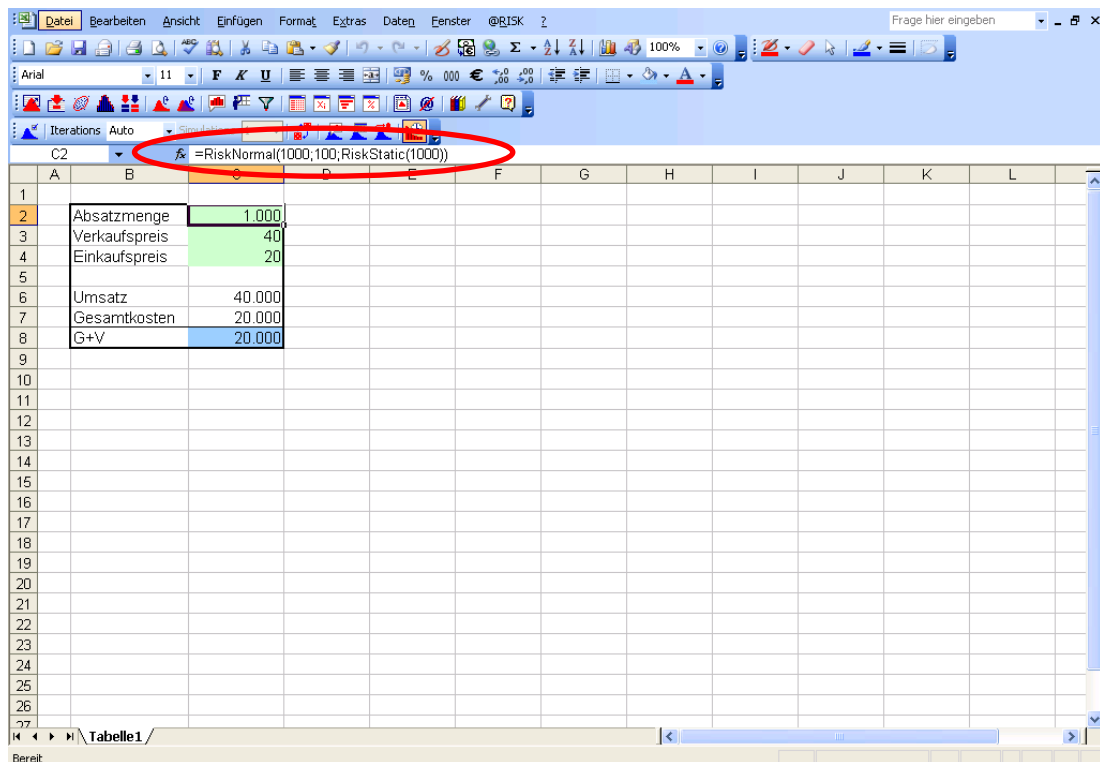 Datei Bearbeiten Ansicht Einfügen Format Extras Daten Fenster @RISK ? Frage hier eingeben
100%
Arial 11 F K U % 000 €
Iterations Auto
C2 fx =RiskNormal(1000;100;RiskStatic(1000))
A B C D E F G H I J K L
1
2 Absatzmenge 1.000
3 Verkaufspreis 40
4 Einkaufspreis 20
5
6 Umsatz 40.000
7 Gesamtkosten 20.000
8 G+V 20.000
9
10
11
12
13
14
15
16
17
18
19
20
21
22
23
24
25
26
27
Tabelle1
Bereit